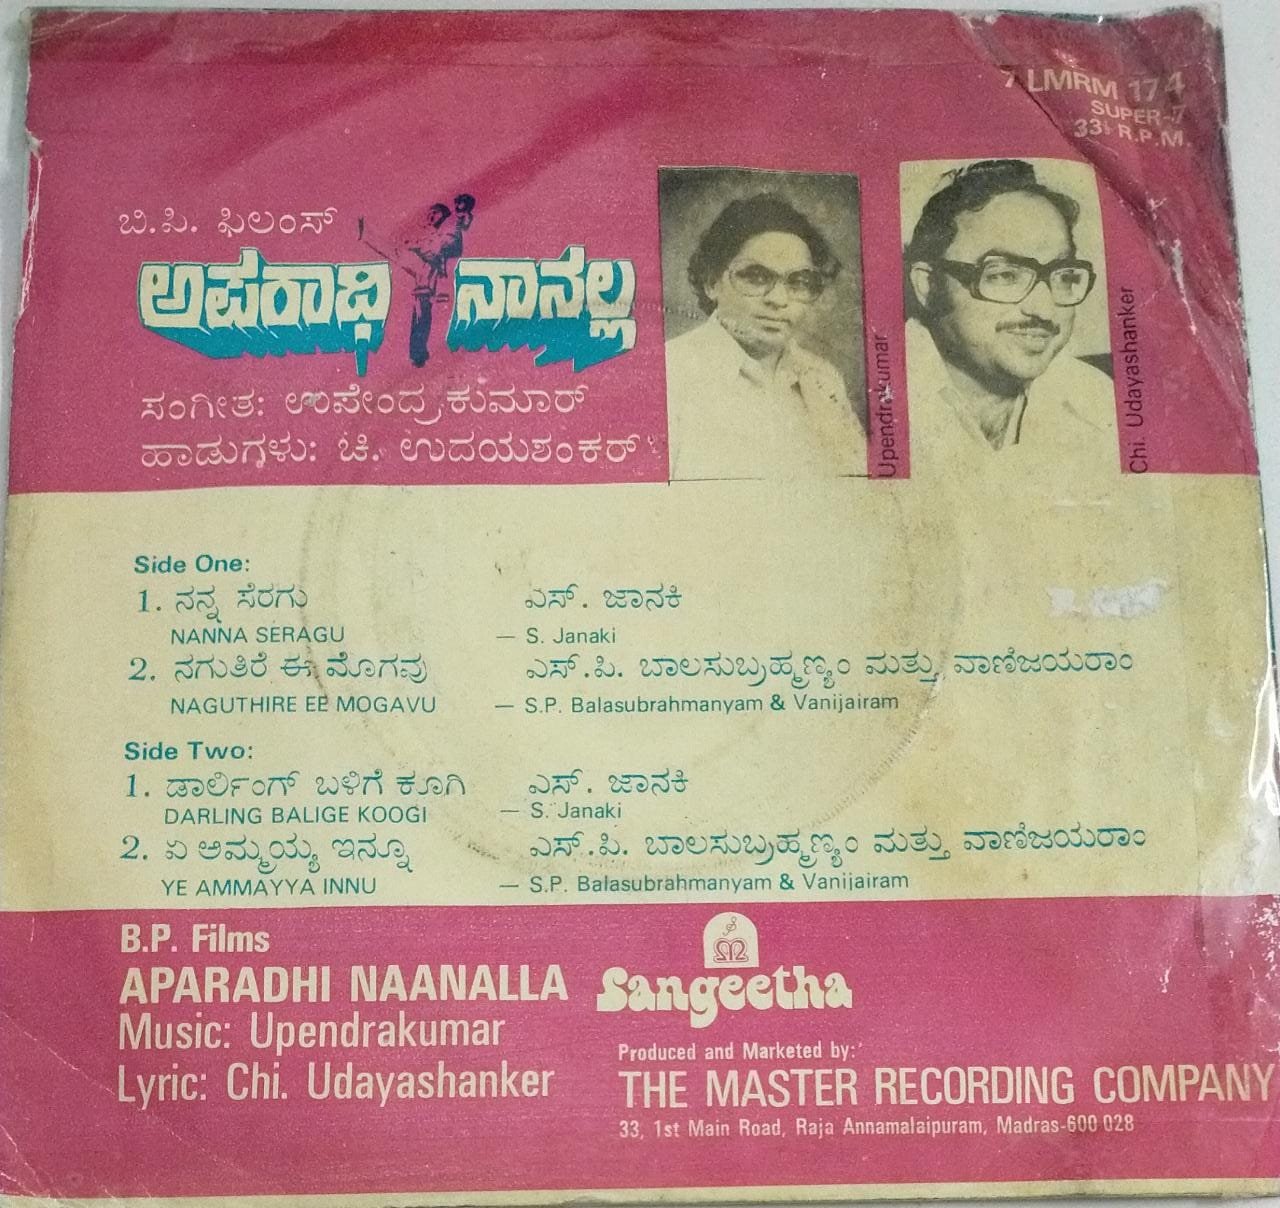 7 LMRM 174
SUPER-7
33⅓ R.P.M.
ಬಿ.ಪಿ. ಫಿಲಂಸ್
ಅಪರಾಧಿ ನಾನಲ್ಲ
ಸಂಗೀತ: ಉಪೇಂದ್ರಕುಮಾರ್
ಹಾಡುಗಳು: ಚಿ. ಉದಯಶಂಕರ್
Upendrakumar
Chi. Udayashanker
Side One:
1. ನನ್ನ ಸೆರಗು ಎಸ್. ಜಾನಕಿ
NANNA SERAGU — S. Janaki
2. ನಗುತಿರೆ ಈ ಮೊಗವು ಎಸ್.ಪಿ. ಬಾಲಸುಬ್ರಹ್ಮಣ್ಯಂ ಮತ್ತು ವಾಣಿಜಯರಾಂ
NAGUTHIRE EE MOGAVU — S.P. Balasubrahmanyam & Vanijairam
Side Two:
1. ಡಾರ್ಲಿಂಗ್ ಬಳಿಗೆ ಕೂಗಿ ಎಸ್. ಜಾನಕಿ
DARLING BALIGE KOOGI — S. Janaki
2. ಏ ಅಮ್ಮಯ್ಯ ಇನ್ನೂ ಎಸ್.ಪಿ. ಬಾಲಸುಬ್ರಹ್ಮಣ್ಯಂ ಮತ್ತು ವಾಣಿಜಯರಾಂ
YE AMMAYYA INNU — S.P. Balasubrahmanyam & Vanijairam
B.P. Films
APARADHI NAANALLA
Music: Upendrakumar
Lyric: Chi. Udayashanker
Sangeetha
Produced and Marketed by:
THE MASTER RECORDING COMPANY
33, 1st Main Road, Raja Annamalaipuram, Madras-600 028